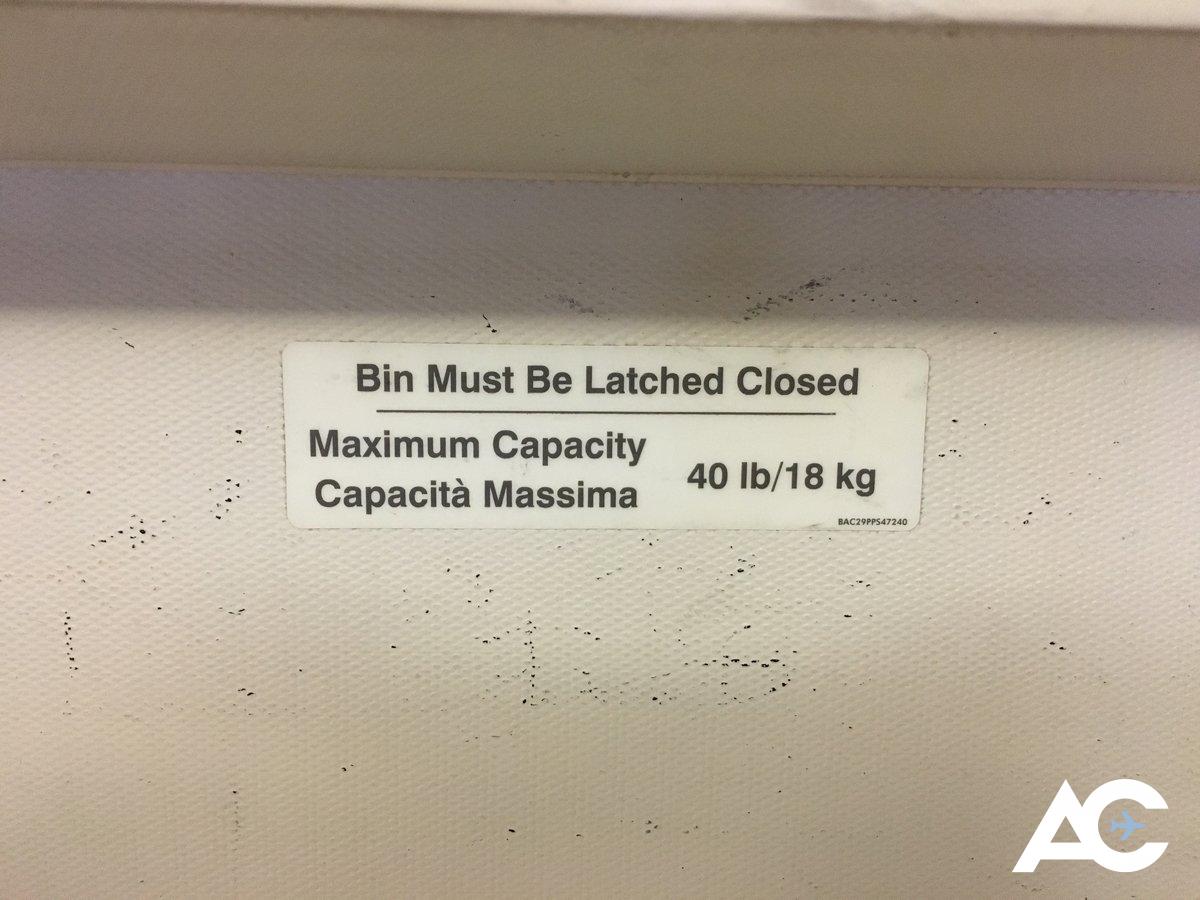 Bin Must Be Latched Closed
Maximum Capacity
Capacità Massima
40 lb/18 kg
BAC29PPS47240
AC